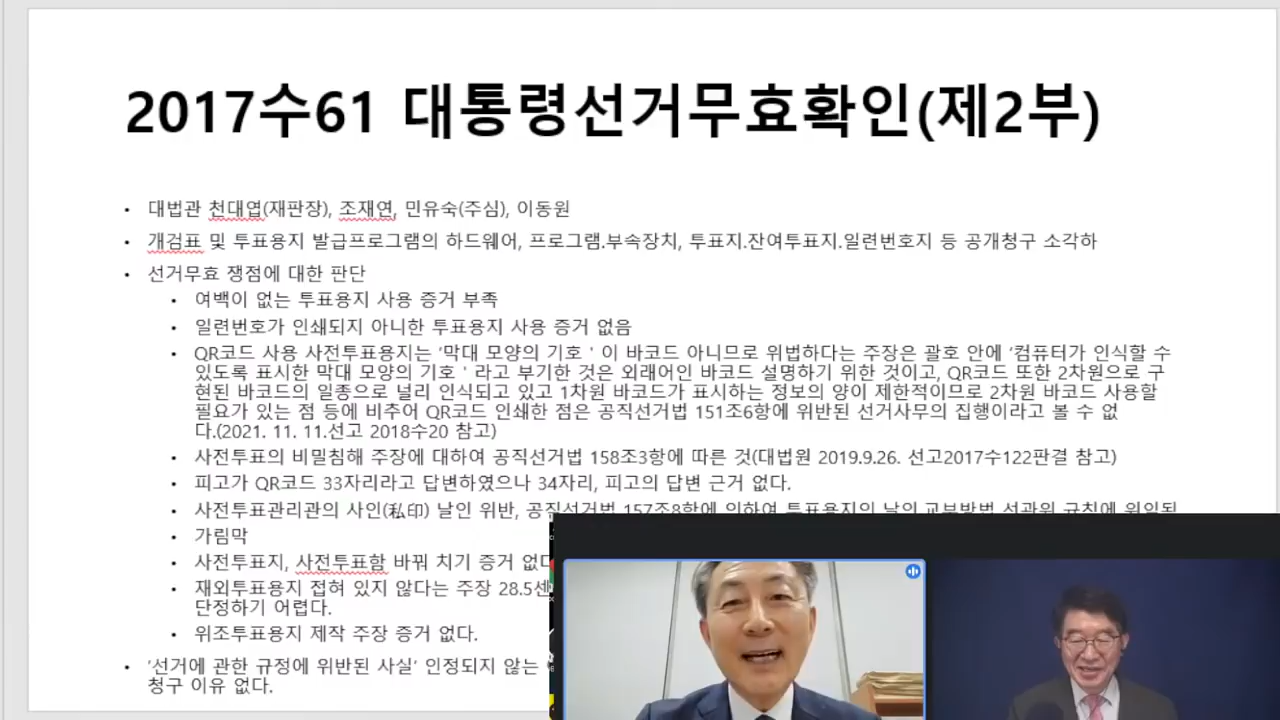 2017수61 대통령선거무효확인(제2부)
• 대법관 천대엽(재판장), 조재연, 민유숙(주심), 이동원
• 개검표 및 투표용지 발급프로그램의 하드웨어, 프로그램.부속장치, 투표지.잔여투표지.일련번호지 등 공개청구 소각하
• 선거무효 쟁점에 대한 판단
• 여백이 없는 투표용지 사용 증거 부족
• 일련번호가 인쇄되지 아니한 투표용지 사용 증거 없음
• QR코드 사용 사전투표용지는 '막대 모양의 기호 ' 이 바코드 아니므로 위법하다는 주장은 괄호 안에 '컴퓨터가 인식할 수
있도록 표시한 막대 모양의 기호 ' 라고 부기한 것은 외래어인 바코드 설명하기 위한 것이고, QR코드 또한 2차원으로 구
현된 바코드의 일종으로 널리 인식되고 있고 1차원 바코드가 표시하는 정보의 양이 제한적이므로 2차원 바코드 사용할
필요가 있는 점 등에 비추어 QR코드 인쇄한 점은 공직선거법 151조6항에 위반된 선거사무의 집행이라고 볼 수 없
다.(2021. 11. 11.선고 2018수20 참고)
• 사전투표의 비밀침해 주장에 대하여 공직선거법 158조3항에 따른 것(대법원 2019.9.26. 선고2017수122판결 참고)
• 피고가 QR코드 33자리라고 답변하였으나 34자리, 피고의 답변 근거 없다.
• 사전투표관리관의 사인(私印) 날인 위반, 공직선거법 157조8항에 의하여 투표용지의 날인 교부방법 선관위 규칙에 위임된
• 가림막
• 사전투표지, 사전투표함 바꿔 치기 증거 없다
• 재외투표용지 접혀 있지 않다는 주장 28.5센
단정하기 어렵다.
• 위조투표용지 제작 주장 증거 없다.
• '선거에 관한 규정에 위반된 사실' 인정되지 않는
청구 이유 없다.